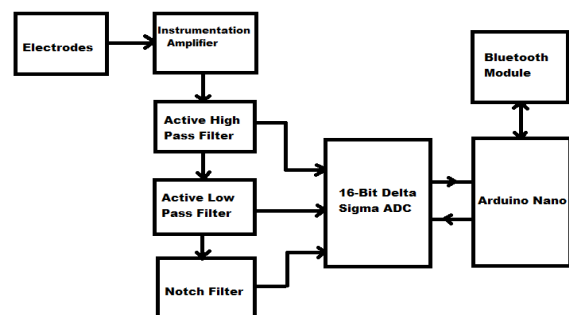 Electrodes
Instrumentation
Amplifier
Bluetooth
Module
Active High
Pass Filter
16-Bit Delta
Sigma ADC
Arduino Nano
Active Low
Pass Filter
Notch Filter